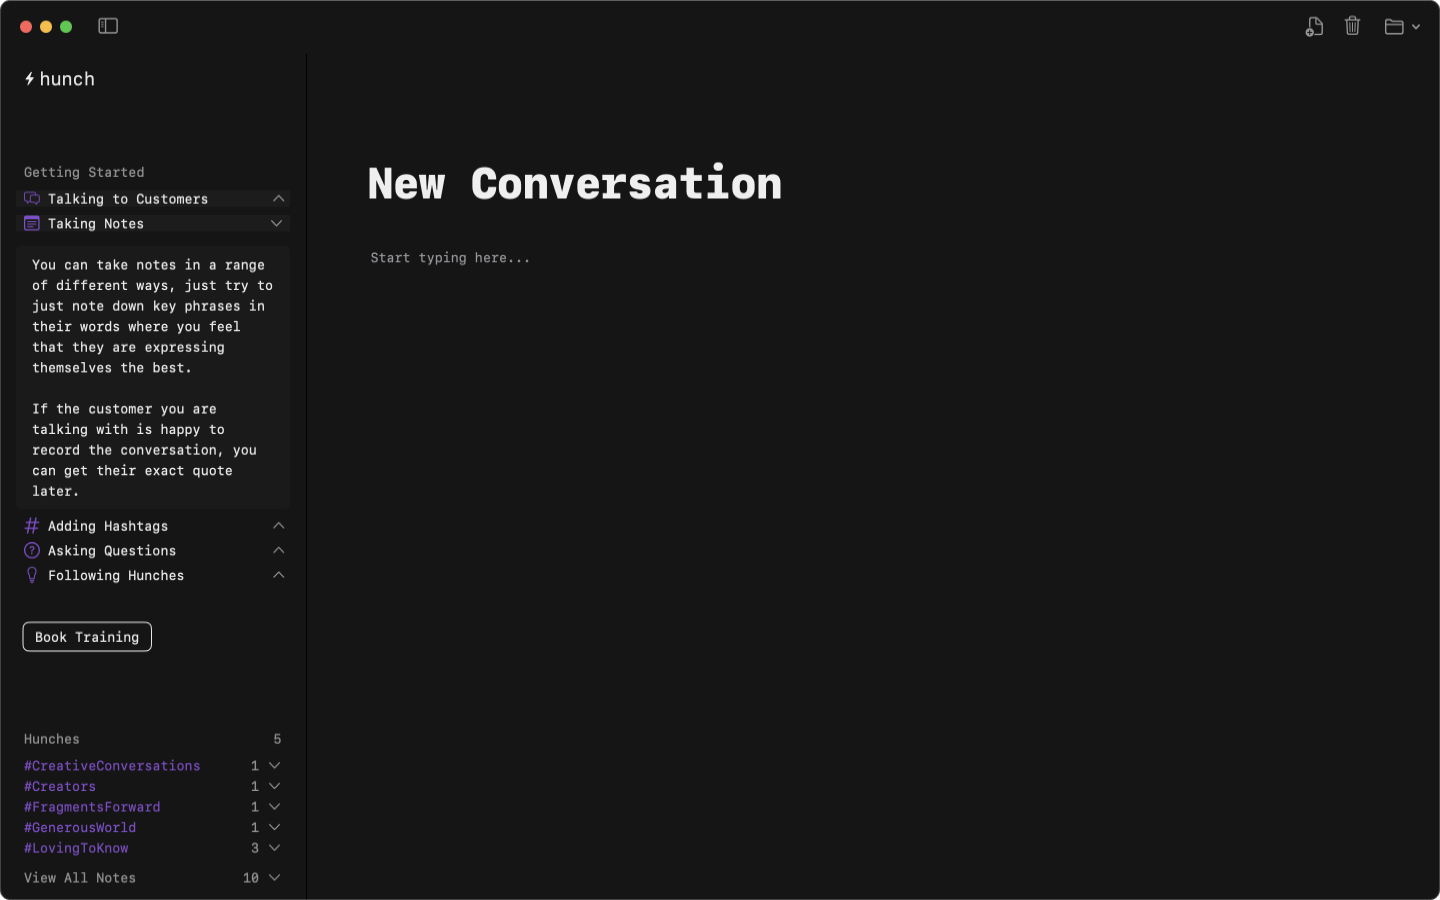 hunch
Getting Started
Talking to Customers
Taking Notes
You can take notes in a range
of different ways, just try to
just note down key phrases in
their words where you feel
that they are expressing
themselves the best.
If the customer you are
talking with is happy to
record the conversation, you
can get their exact quote
later.
# Adding Hashtags
? Asking Questions
Following Hunches
Book Training
Hunches 5
#CreativeConversations 1
#Creators 1
#FragmentsForward 1
#GenerousWorld 1
#LovingToKnow 3
View All Notes 10
New Conversation
Start typing here...